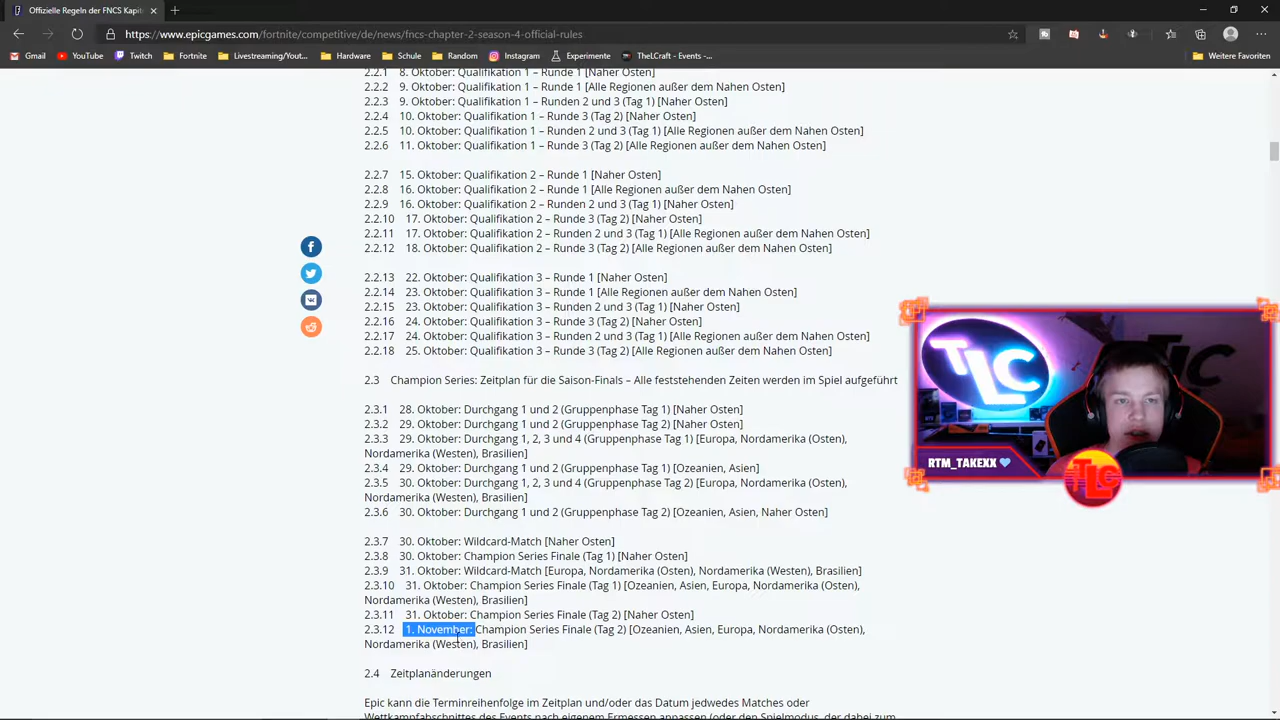 Offizielle Regeln der FNCS Kapi
https://www.epicgames.com/fortnite/competitive/de/news/fncs-chapter-2-season-4-official-rules
Gmail YouTube Twitch Fortnite Livestreaming/Yout... Hardware Schule Random Instagram Experimente TheLCraft - Events -... Weitere Favoriten
2.2.1 8. Oktober: Qualifikation 1 – Runde 1 [Naher Osten]
2.2.2 9. Oktober: Qualifikation 1 – Runde 1 [Alle Regionen außer dem Nahen Osten]
2.2.3 9. Oktober: Qualifikation 1 – Runden 2 und 3 (Tag 1) [Naher Osten]
2.2.4 10. Oktober: Qualifikation 1 – Runde 3 (Tag 2) [Naher Osten]
2.2.5 10. Oktober: Qualifikation 1 – Runden 2 und 3 (Tag 1) [Alle Regionen außer dem Nahen Osten]
2.2.6 11. Oktober: Qualifikation 1 – Runde 3 (Tag 2) [Alle Regionen außer dem Nahen Osten]
2.2.7 15. Oktober: Qualifikation 2 – Runde 1 [Naher Osten]
2.2.8 16. Oktober: Qualifikation 2 – Runde 1 [Alle Regionen außer dem Nahen Osten]
2.2.9 16. Oktober: Qualifikation 2 – Runden 2 und 3 (Tag 1) [Naher Osten]
2.2.10 17. Oktober: Qualifikation 2 – Runde 3 (Tag 2) [Naher Osten]
2.2.11 17. Oktober: Qualifikation 2 – Runden 2 und 3 (Tag 1) [Alle Regionen außer dem Nahen Osten]
2.2.12 18. Oktober: Qualifikation 2 – Runde 3 (Tag 2) [Alle Regionen außer dem Nahen Osten]
2.2.13 22. Oktober: Qualifikation 3 – Runde 1 [Naher Osten]
2.2.14 23. Oktober: Qualifikation 3 – Runde 1 [Alle Regionen außer dem Nahen Osten]
2.2.15 23. Oktober: Qualifikation 3 – Runden 2 und 3 (Tag 1) [Naher Osten]
2.2.16 24. Oktober: Qualifikation 3 – Runde 3 (Tag 2) [Naher Osten]
2.2.17 24. Oktober: Qualifikation 3 – Runden 2 und 3 (Tag 1) [Alle Regionen außer dem Nahen Osten]
2.2.18 25. Oktober: Qualifikation 3 – Runde 3 (Tag 2) [Alle Regionen außer dem Nahen Osten]
2.3 Champion Series: Zeitplan für die Saison-Finals – Alle feststehenden Zeiten werden im Spiel aufgeführt
2.3.1 28. Oktober: Durchgang 1 und 2 (Gruppenphase Tag 1) [Naher Osten]
2.3.2 29. Oktober: Durchgang 1 und 2 (Gruppenphase Tag 2) [Naher Osten]
2.3.3 29. Oktober: Durchgang 1, 2, 3 und 4 (Gruppenphase Tag 1) [Europa, Nordamerika (Osten),
Nordamerika (Westen), Brasilien]
2.3.4 29. Oktober: Durchgang 1 und 2 (Gruppenphase Tag 1) [Ozeanien, Asien]
2.3.5 30. Oktober: Durchgang 1, 2, 3 und 4 (Gruppenphase Tag 2) [Europa, Nordamerika (Osten),
Nordamerika (Westen), Brasilien]
2.3.6 30. Oktober: Durchgang 1 und 2 (Gruppenphase Tag 2) [Ozeanien, Asien, Naher Osten]
2.3.7 30. Oktober: Wildcard-Match [Naher Osten]
2.3.8 30. Oktober: Champion Series Finale (Tag 1) [Naher Osten]
2.3.9 31. Oktober: Wildcard-Match [Europa, Nordamerika (Osten), Nordamerika (Westen), Brasilien]
2.3.10 31. Oktober: Champion Series Finale (Tag 1) [Ozeanien, Asien, Europa, Nordamerika (Osten),
Nordamerika (Westen), Brasilien]
2.3.11 31. Oktober: Champion Series Finale (Tag 2) [Naher Osten]
2.3.12 1. November: Champion Series Finale (Tag 2) [Ozeanien, Asien, Europa, Nordamerika (Osten),
Nordamerika (Westen), Brasilien]
2.4 Zeitplanänderungen
Epic kann die Terminreihenfolge im Zeitplan und/oder das Datum jedwedes Matches oder
Wettkampfabschnittes des Events nach eigenem Ermessen anpassen (oder den Spielmodus, der dabei zum
TLC
RTM_TAKEXX
TLC